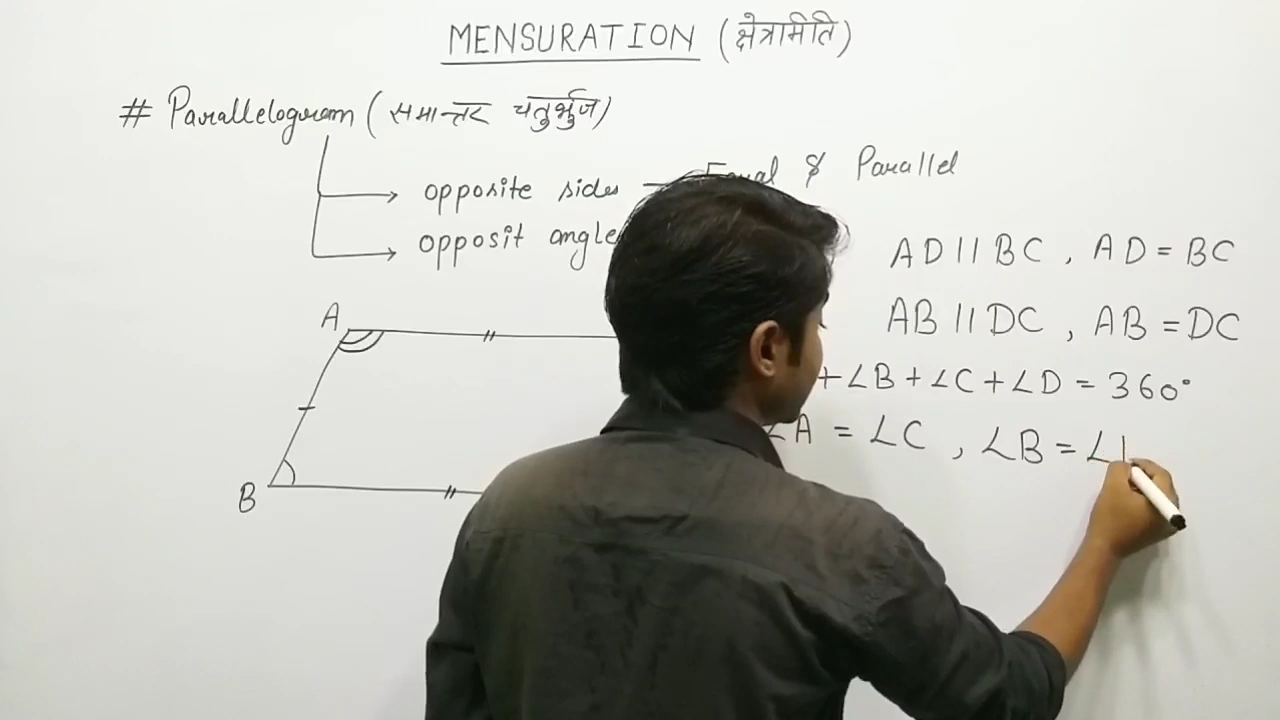 MENSURATION (क्षेत्रामिति)
# Parallelogram (समान्तर चतुर्भुज)
opposite sides Equal & Parallel
opposit angle
AD || BC , AD = BC
AB || DC , AB = DC
+ ∠B + ∠C + ∠D = 360°
∠A = ∠C , ∠B = ∠
A
B